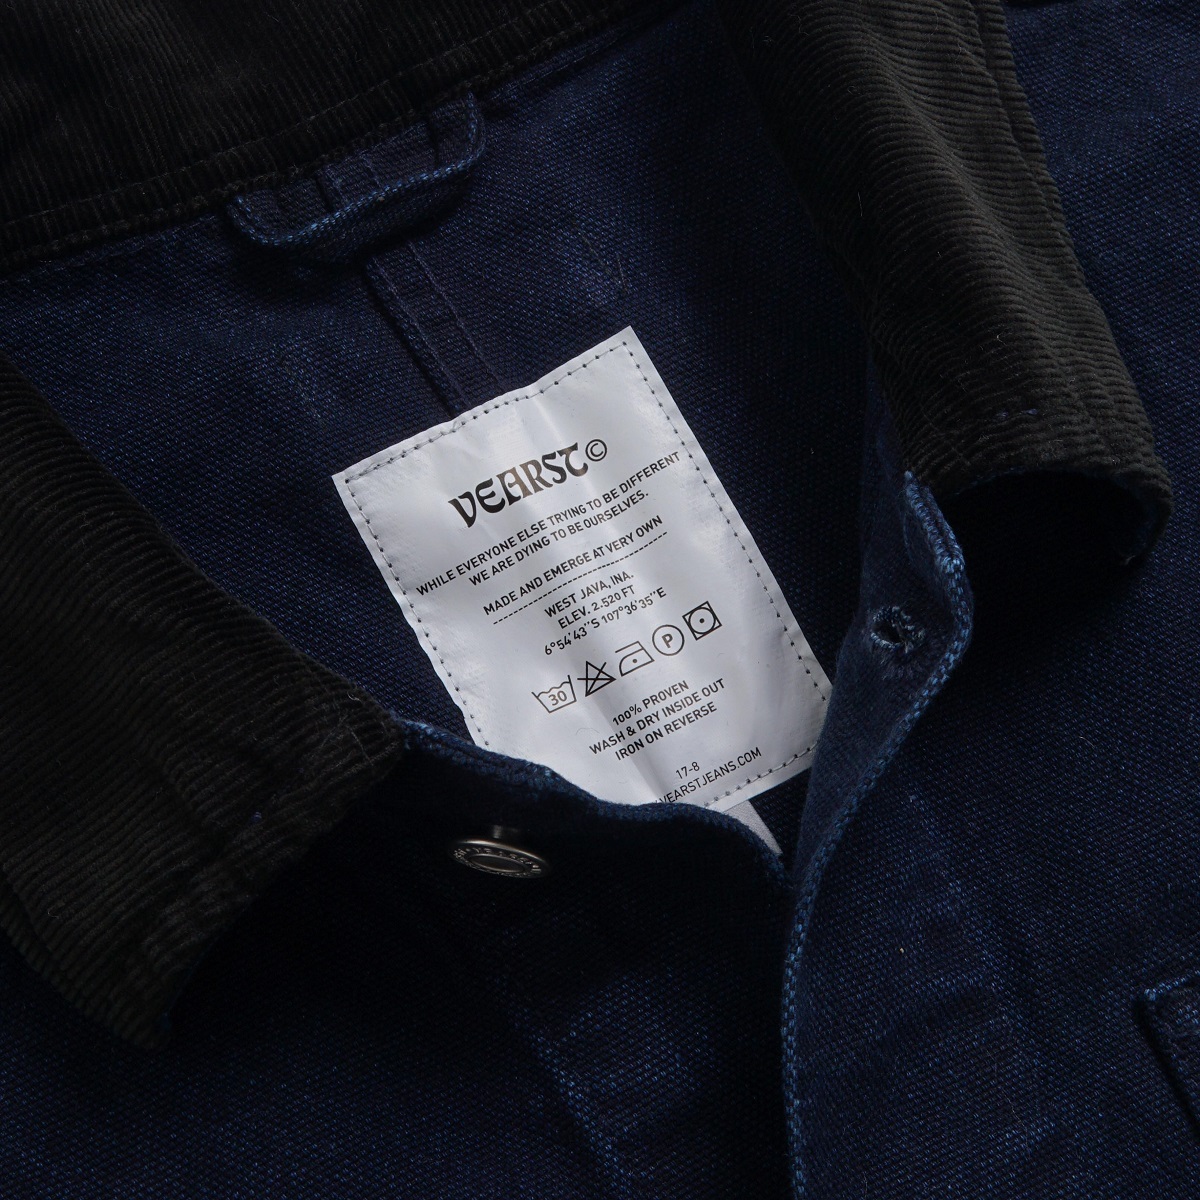 VEARST©
WHILE EVERYONE ELSE TRYING TO BE DIFFERENT
WE ARE DYING TO BE OURSELVES.
MADE AND EMERGE AT VERY OWN
WEST JAVA, INA.
ELEV. 2.520 FT
6°54'43''S 107°36'35''E
30 P
100% PROVEN
WASH & DRY INSIDE OUT
IRON ON REVERSE
17-8
VEARSTJEANS.COM